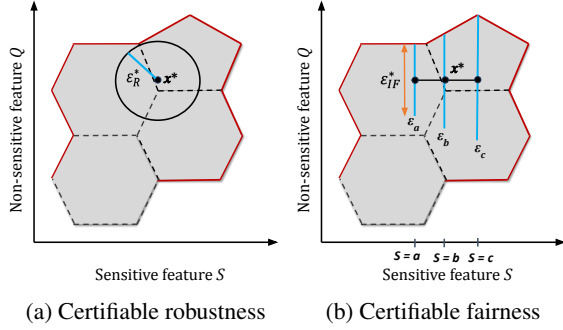 Non-sensitive feature Q
ε*R
x*
Sensitive feature S
(a) Certifiable robustness
Non-sensitive feature Q
ε*IF
x*
εa
εb
εc
S = a
S = b
S = c
Sensitive feature S
(b) Certifiable fairness